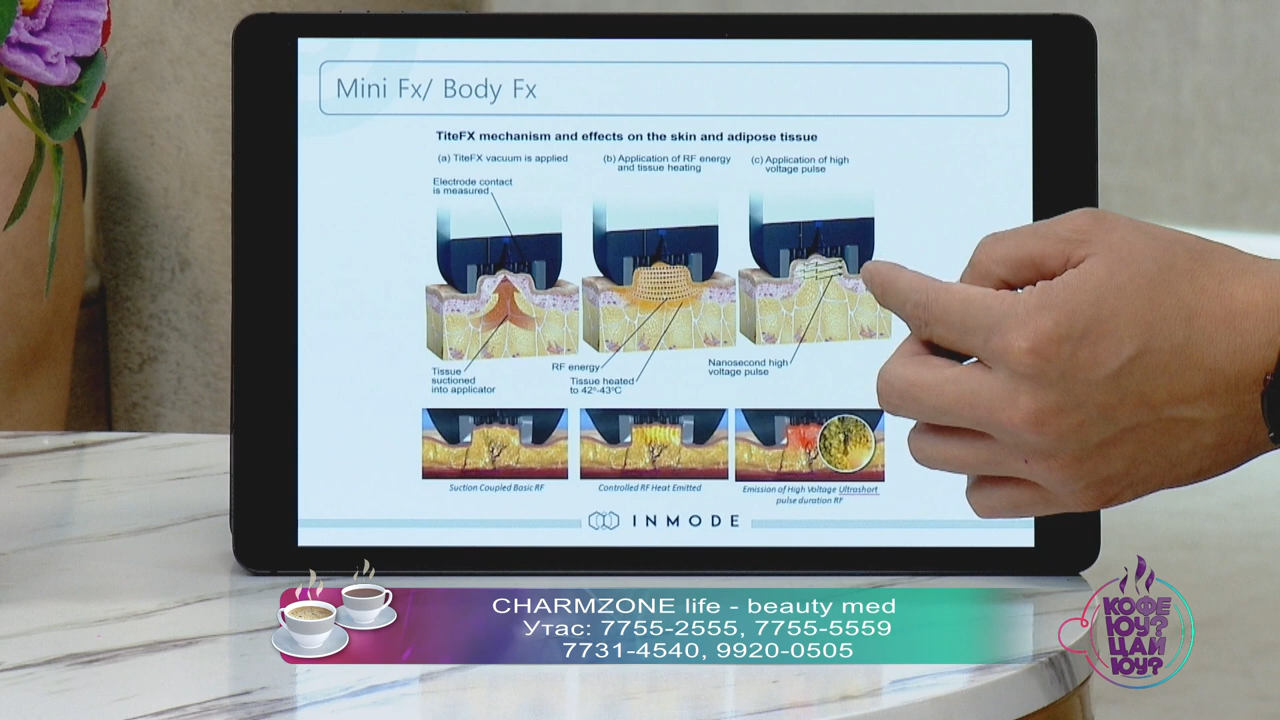 Mini Fx/ Body Fx
TiteFX mechanism and effects on the skin and adipose tissue
(a) TiteFX vacuum is applied
(b) Application of RF energy
and tissue heating
(c) Application of high
voltage pulse
Electrode contact
is measured
Tissue
suctioned
into applicator
RF energy
Tissue heated
to 42º-43ºC
Nanosecond high
voltage pulse
Suction Coupled Basic RF
Controlled RF Heat Emitted
Emission of High Voltage Ultrashort
pulse duration RF
INMODE
CHARMZONE life - beauty med
Утас: 7755-2555, 7755-5559
7731-4540, 9920-0505
КОФЕ
ЮУ?
ЦАЙ
ЮУ?